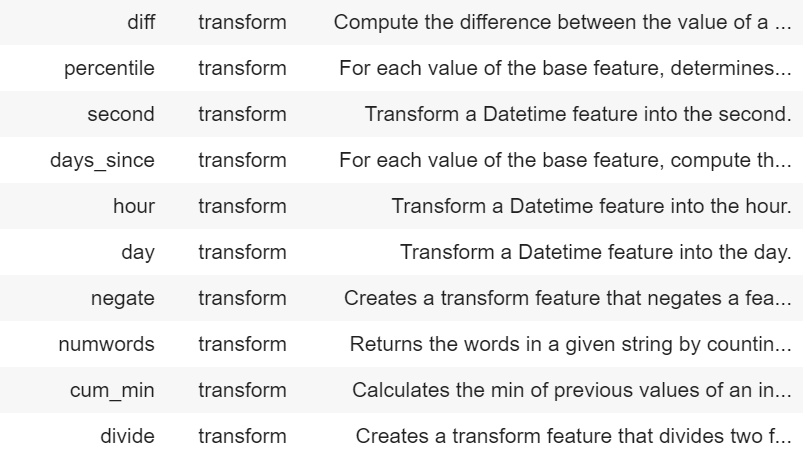 diff transform Compute the difference between the value of a ...
percentile transform For each value of the base feature, determines...
second transform Transform a Datetime feature into the second.
days_since transform For each value of the base feature, compute th...
hour transform Transform a Datetime feature into the hour.
day transform Transform a Datetime feature into the day.
negate transform Creates a transform feature that negates a fea...
numwords transform Returns the words in a given string by countin...
cum_min transform Calculates the min of previous values of an in...
divide transform Creates a transform feature that divides two f...